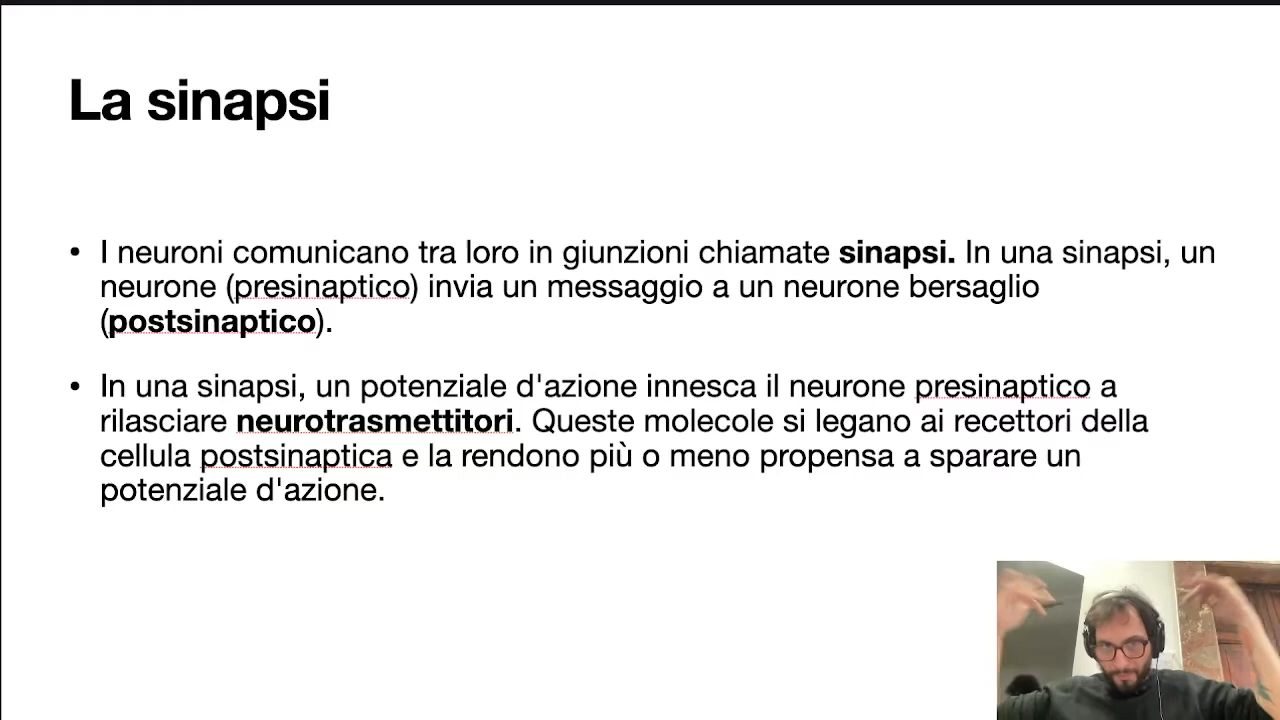 La sinapsi
• I neuroni comunicano tra loro in giunzioni chiamate sinapsi. In una sinapsi, un
neurone (presinaptico) invia un messaggio a un neurone bersaglio
(postsinaptico).
• In una sinapsi, un potenziale d'azione innesca il neurone presinaptico a
rilasciare neurotrasmettitori. Queste molecole si legano ai recettori della
cellula postsinaptica e la rendono più o meno propensa a sparare un
potenziale d'azione.